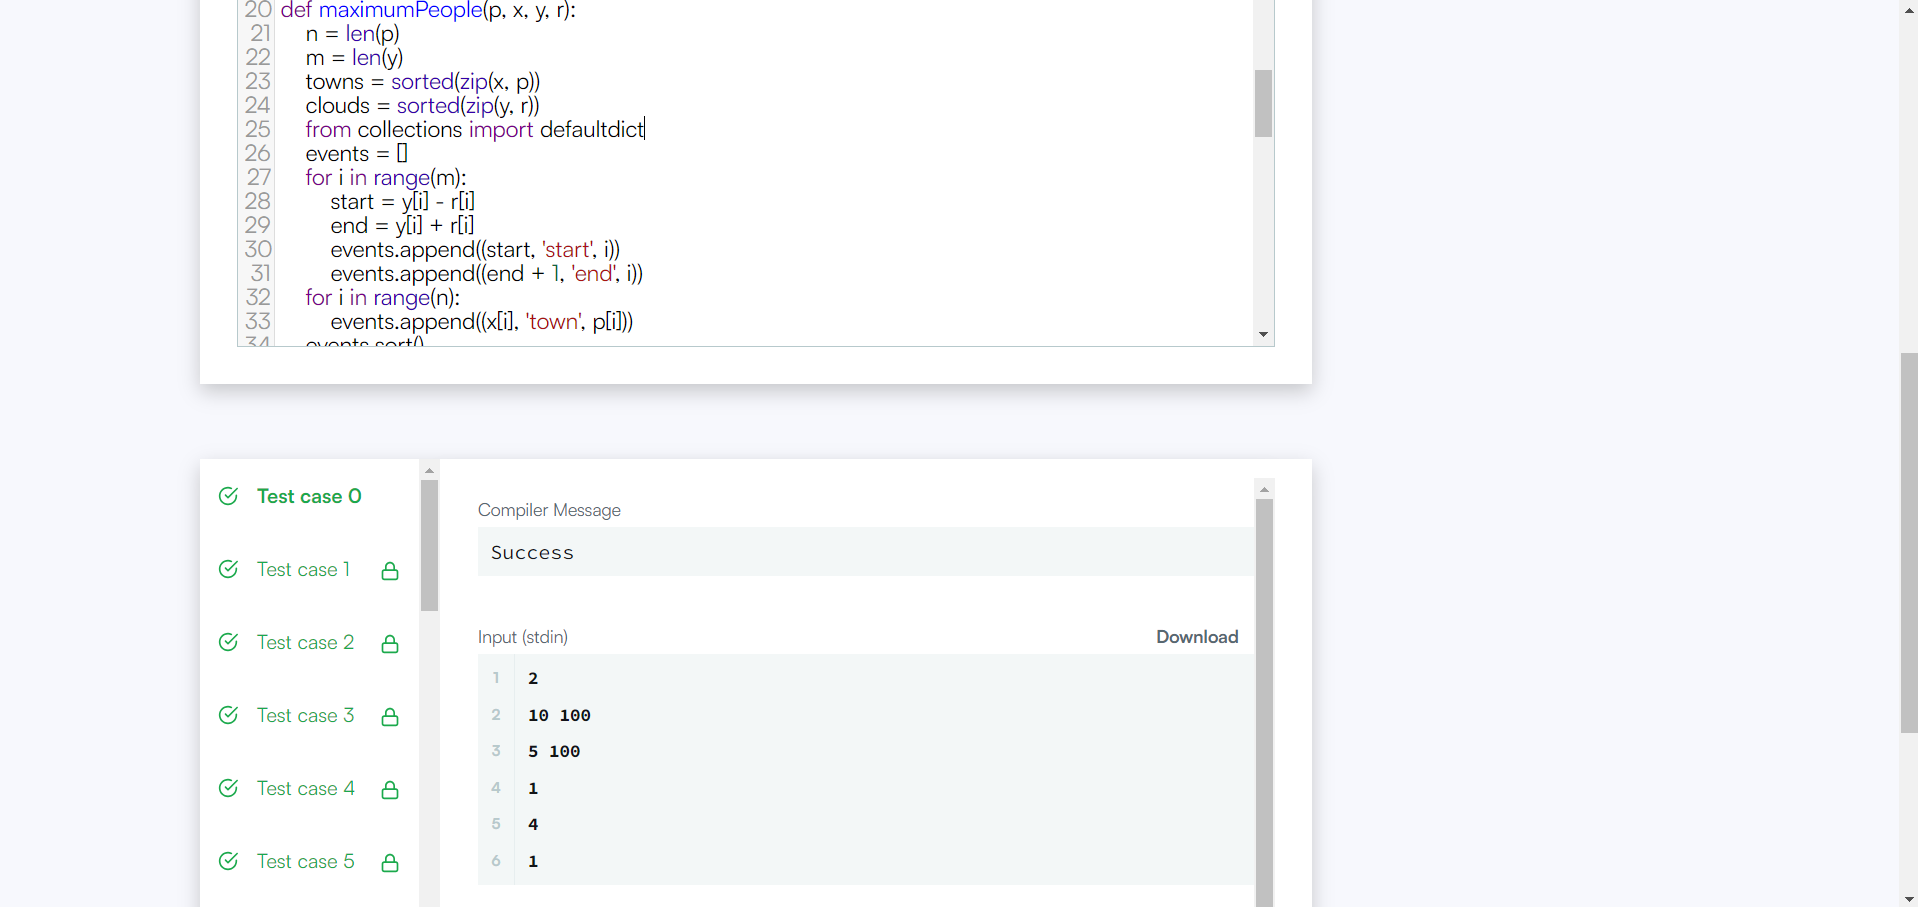 20 def maximumPeople(p, x, y, r):
21 n = len(p)
22 m = len(y)
23 towns = sorted(zip(x, p))
24 clouds = sorted(zip(y, r))
25 from collections import defaultdict
26 events = []
27 for i in range(m):
28 start = y[i] - r[i]
29 end = y[i] + r[i]
30 events.append((start, 'start', i))
31 events.append((end + 1, 'end', i))
32 for i in range(n):
33 events.append((x[i], 'town', p[i]))
34 events.sort()
Test case 0
Test case 1
Test case 2
Test case 3
Test case 4
Test case 5
Compiler Message
Success
Input (stdin) Download
1 2
2 10 100
3 5 100
4 1
5 4
6 1